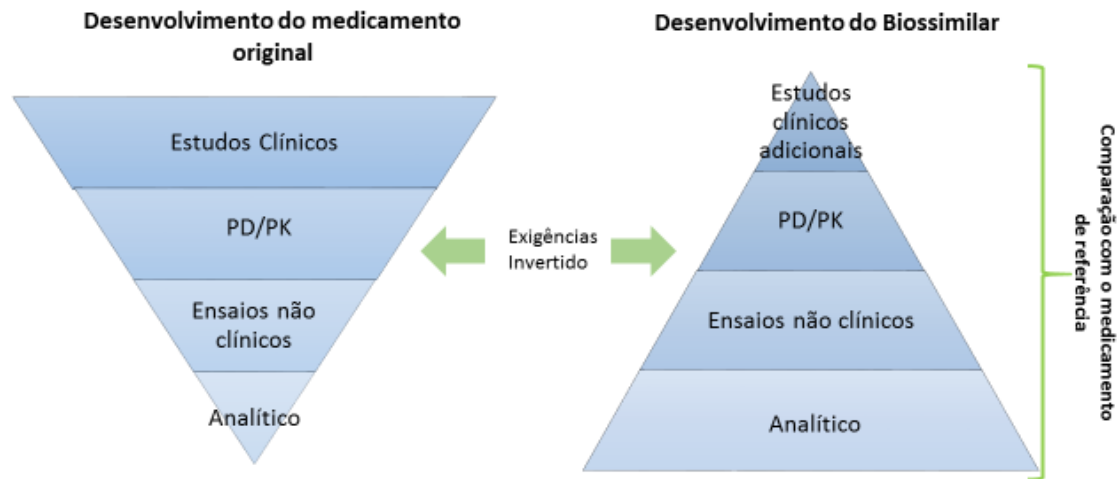 Desenvolvimento do medicamento
original
Estudos Clínicos
PD/PK
Ensaios não
clínicos
Analítico
Exigências
Invertido
Desenvolvimento do Biossimilar
Estudos
clínicos
adicionais
PD/PK
Ensaios não clínicos
Analítico
Comparação com o medicamento
de referência